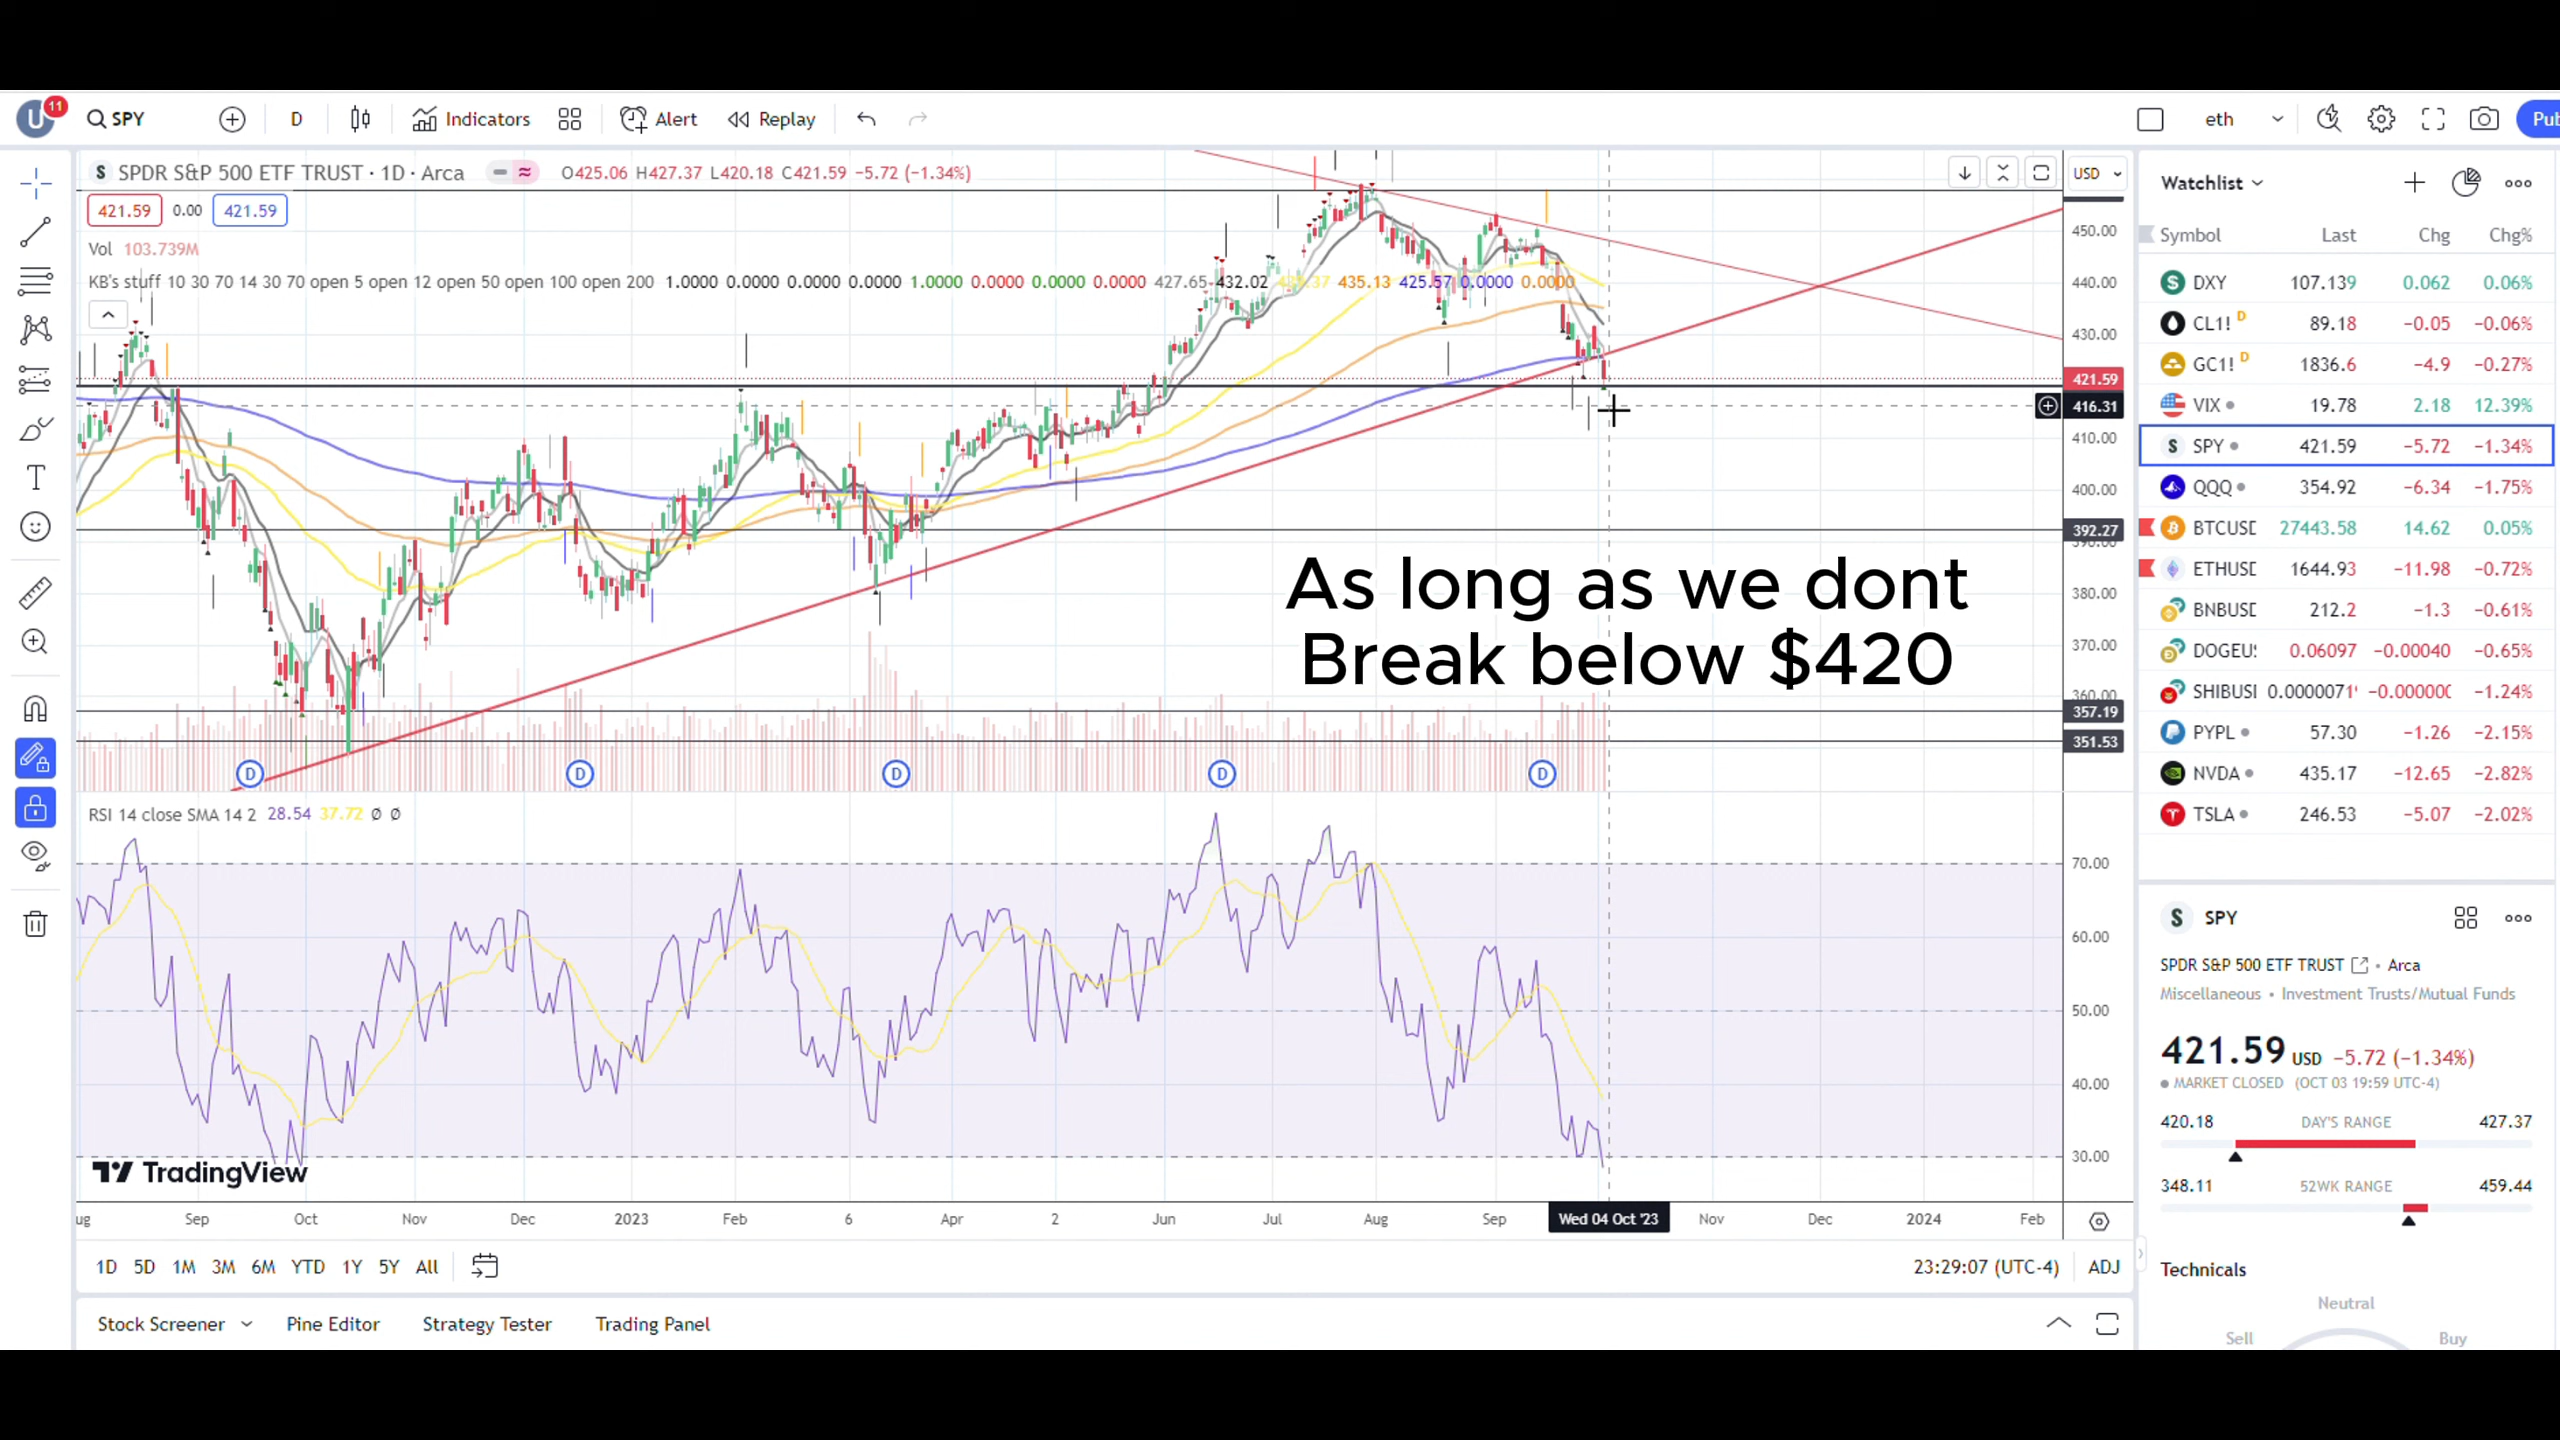 U 11 SPY D Indicators Alert Replay eth Pub
S SPDR S&P 500 ETF TRUST · 1D · Arca O425.06 H427.37 L420.18 C421.59 −5.72 (−1.34%) USD
421.59 0.00 421.59
Vol 103.739M
KB's stuff 10 30 70 14 30 70 open 5 open 12 open 50 open 100 open 200 1.0000 0.0000 0.0000 0.0000 1.0000 0.0000 0.0000 0.0000 427.65 432.02 435.13 425.57 0.0000 0.0000
450.00
440.00
430.00
421.59
416.31
410.00
400.00
392.27
380.00
370.00
360.00
357.19
351.53
As long as we dont
Break below $420
D D D D D
RSI 14 close SMA 14 2 28.54 37.72 Ø Ø
70.00
60.00
50.00
40.00
30.00
TradingView
ug Sep Oct Nov Dec 2023 Feb 6 Apr 2 Jun Jul Aug Sep Wed 04 Oct '23 Nov Dec 2024 Feb
1D 5D 1M 3M 6M YTD 1Y 5Y All 23:29:07 (UTC-4) ADJ
Stock Screener Pine Editor Strategy Tester Trading Panel
Watchlist
Symbol Last Chg Chg%
DXY 107.139 0.062 0.06%
CL1! D 89.18 −0.05 −0.06%
GC1! D 1836.6 −4.9 −0.27%
VIX 19.78 2.18 12.39%
SPY 421.59 −5.72 −1.34%
QQQ 354.92 −6.34 −1.75%
BTCUSD 27443.58 14.62 0.05%
ETHUSD 1644.93 −11.98 −0.72%
BNBUSD 212.2 −1.3 −0.61%
DOGEU 0.06097 −0.00040 −0.65%
SHIBUSD 0.0000071 −0.000000 −1.24%
PYPL 57.30 −1.26 −2.15%
NVDA 435.17 −12.65 −2.82%
TSLA 246.53 −5.07 −2.02%
S SPY
SPDR S&P 500 ETF TRUST • Arca
Miscellaneous • Investment Trusts/Mutual Funds
421.59 USD −5.72 (−1.34%)
MARKET CLOSED (OCT 03 19:59 UTC-4)
420.18 DAY'S RANGE 427.37
348.11 52WK RANGE 459.44
Technicals
Neutral
Sell Buy